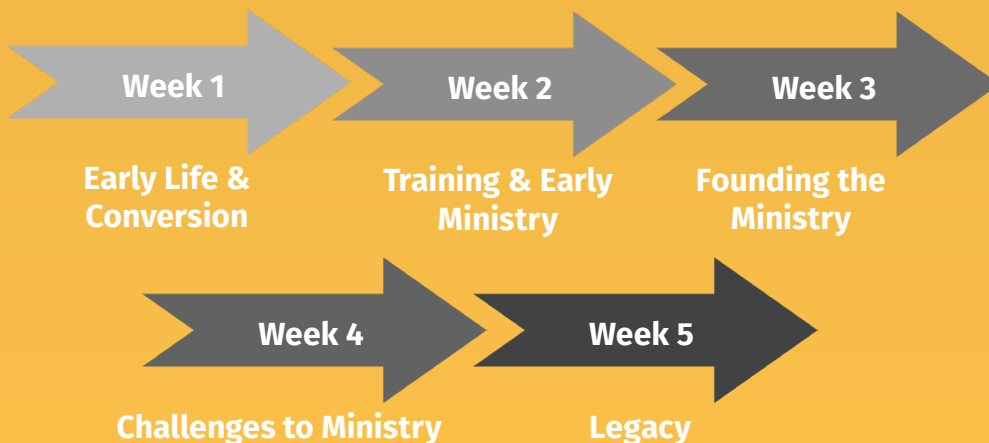 Week 1
Week 2
Week 3
Early Life &
Conversion
Training & Early
Ministry
Founding the
Ministry
Week 4
Week 5
Challenges to Ministry
Legacy